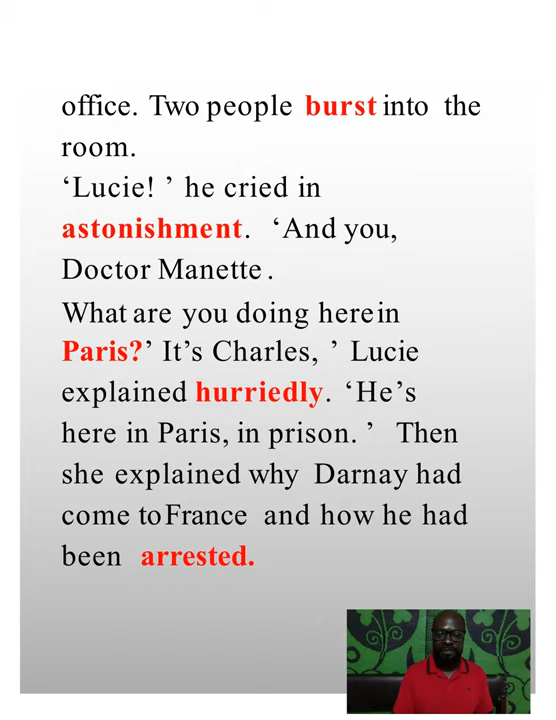 office. Two people burst into the
room.
‘Lucie! ’ he cried in
astonishment. ‘And you,
Doctor Manette .
What are you doing here in
Paris?’ It’s Charles, ’ Lucie
explained hurriedly. ‘He’s
here in Paris, in prison. ’ Then
she explained why Darnay had
come to France and how he had
been arrested.